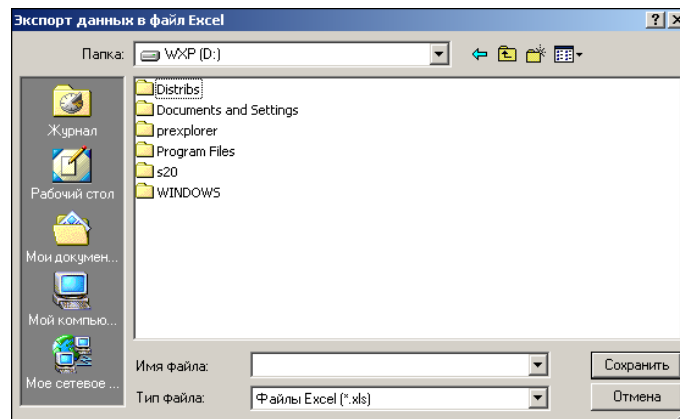 Экспорт данных в файл Excel
Папка: WXP (D:)
Журнал
Рабочий стол
Мои докумен...
Мой компью...
Мое сетевое ...
Distribs
Documents and Settings
prexplorer
Program Files
s20
WINDOWS
Имя файла:
Сохранить
Тип файла: Файлы Excel (*.xls)
Отмена